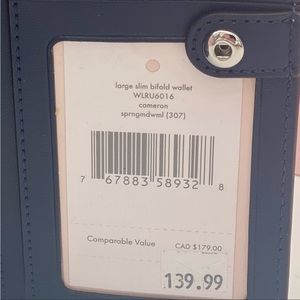 large slim bifold wallet
WLRU6016
cameron
sprngmdwml (307)
7 67883 58932 8
Comparable Value CAD $179.00
139.99